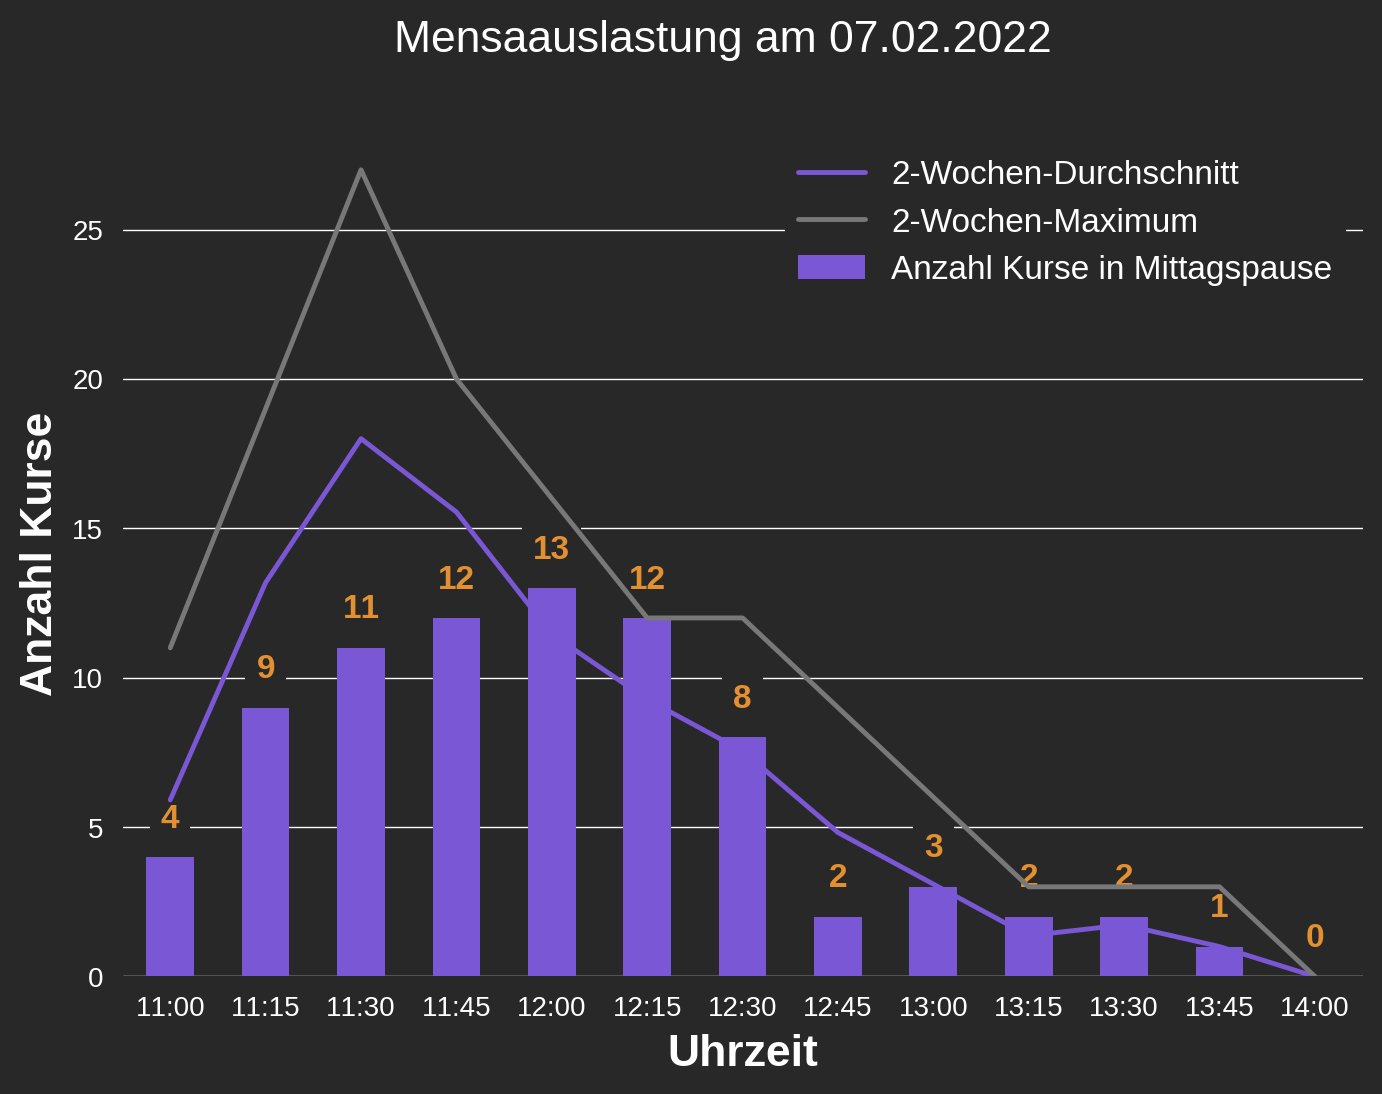 Mensaauslastung am 07.02.2022
2-Wochen-Durchschnitt
2-Wochen-Maximum
Anzahl Kurse in Mittagspause
Anzahl Kurse
25
20
15
10
5
0
4
9
11
12
13
12
8
2
3
2
2
1
0
11:00 11:15 11:30 11:45 12:00 12:15 12:30 12:45 13:00 13:15 13:30 13:45 14:00
Uhrzeit